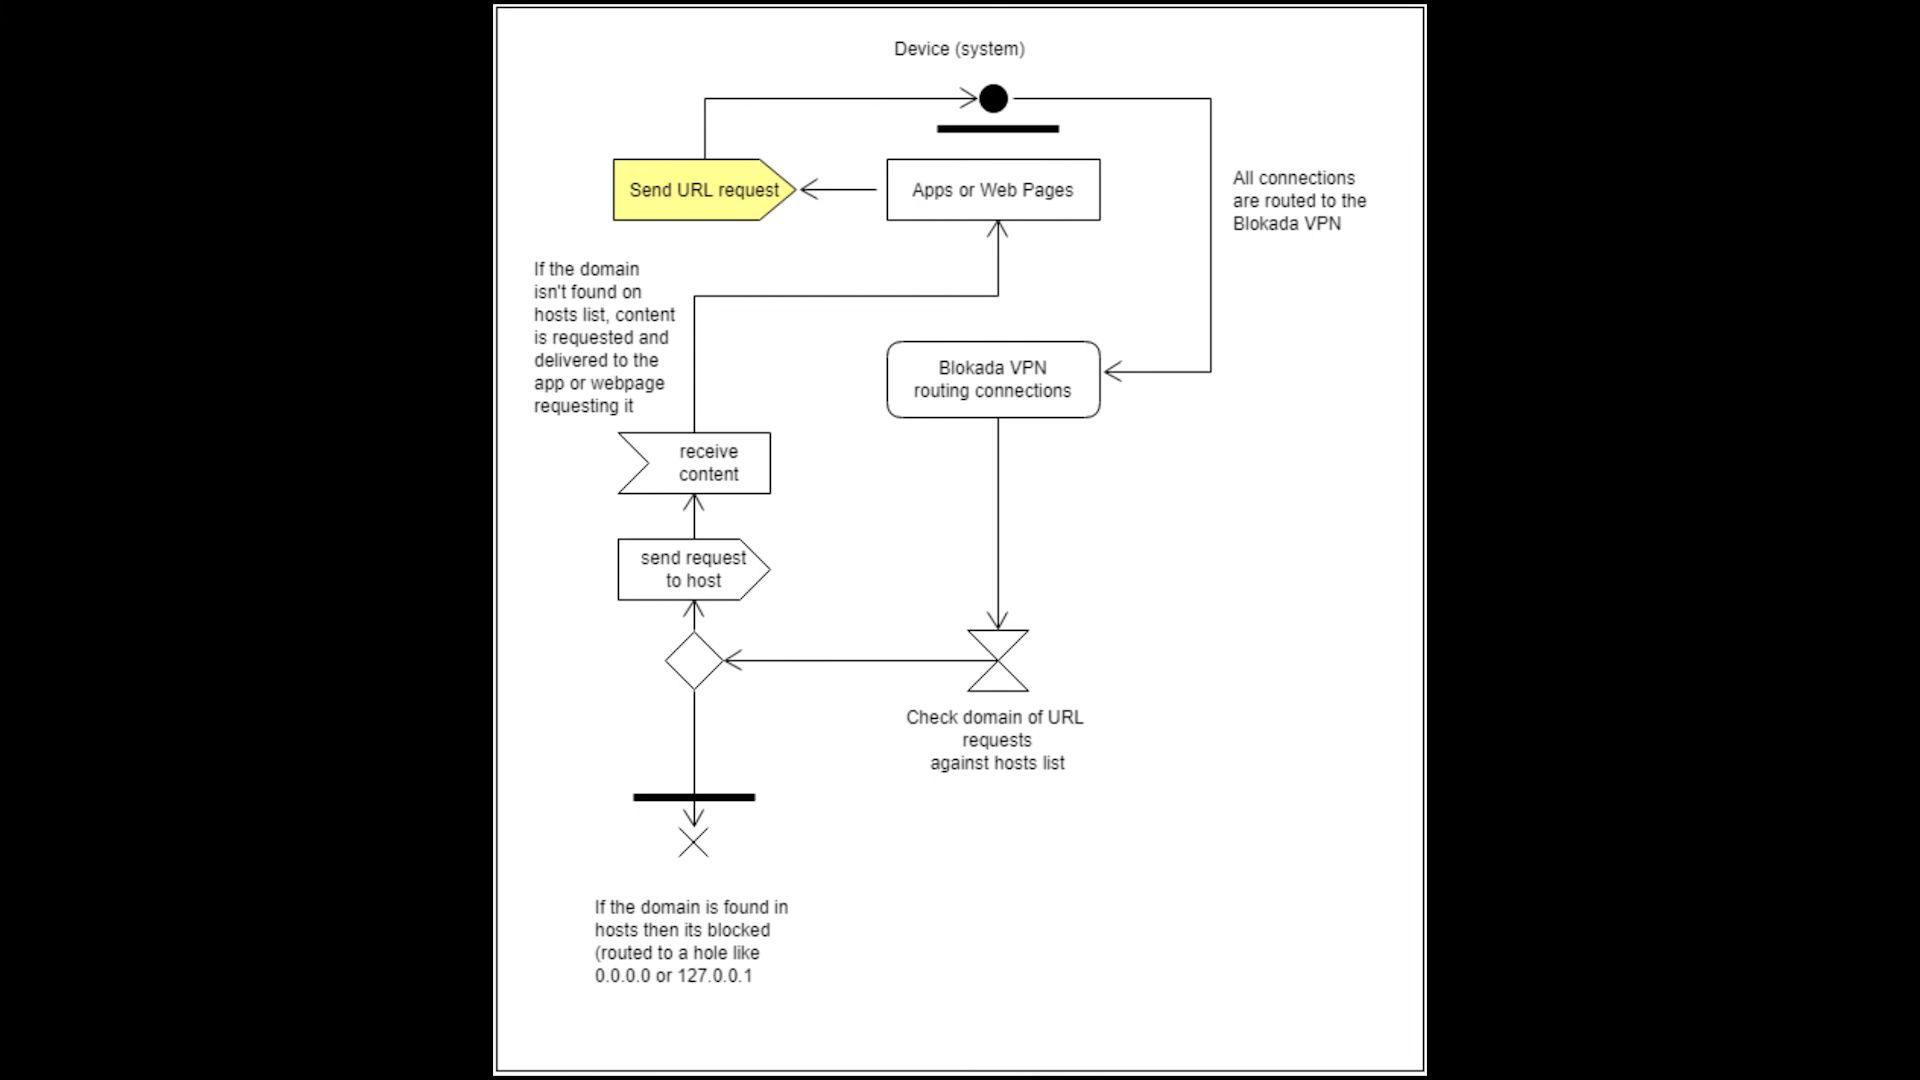 Device (system)
Send URL request
Apps or Web Pages
All connections
are routed to the
Blokada VPN
If the domain
isn't found on
hosts list, content
is requested and
delivered to the
app or webpage
requesting it
Blokada VPN
routing connections
receive
content
send request
to host
Check domain of URL
requests
against hosts list
If the domain is found in
hosts then its blocked
(routed to a hole like
0.0.0.0 or 127.0.0.1